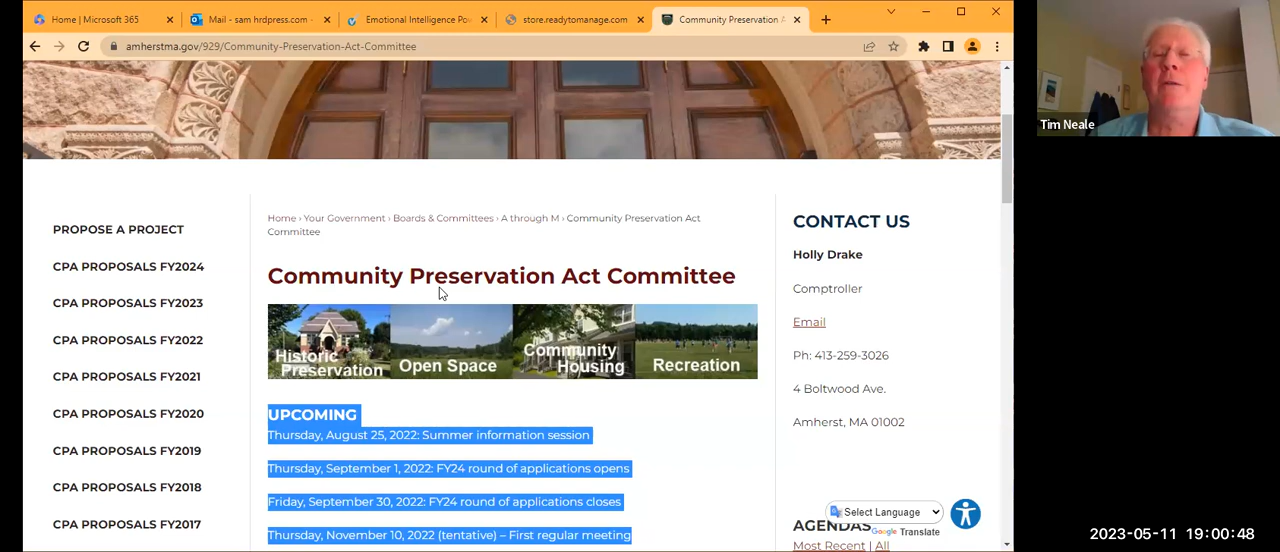 Home | Microsoft 365
Mail - sam hrdpress.com -
Emotional Intelligence Po
store.readytomanage.com
Community Preservation A
amherstma.gov/929/Community-Preservation-Act-Committee
Tim Neale
PROPOSE A PROJECT
CPA PROPOSALS FY2024
CPA PROPOSALS FY2023
CPA PROPOSALS FY2022
CPA PROPOSALS FY2021
CPA PROPOSALS FY2020
CPA PROPOSALS FY2019
CPA PROPOSALS FY2018
CPA PROPOSALS FY2017
Home › Your Government › Boards & Committees › A through M › Community Preservation Act
Committee
Community Preservation Act Committee
Historic
Preservation
Open Space
Community
Housing
Recreation
UPCOMING
Thursday, August 25, 2022: Summer information session
Thursday, September 1, 2022: FY24 round of applications opens
Friday, September 30, 2022: FY24 round of applications closes
Thursday, November 10, 2022 (tentative) – First regular meeting
CONTACT US
Holly Drake
Comptroller
Email
Ph: 413-259-3026
4 Boltwood Ave.
Amherst, MA 01002
Select Language
AGENDAS
Google Translate
Most Recent | All
2023-05-11 19:00:48